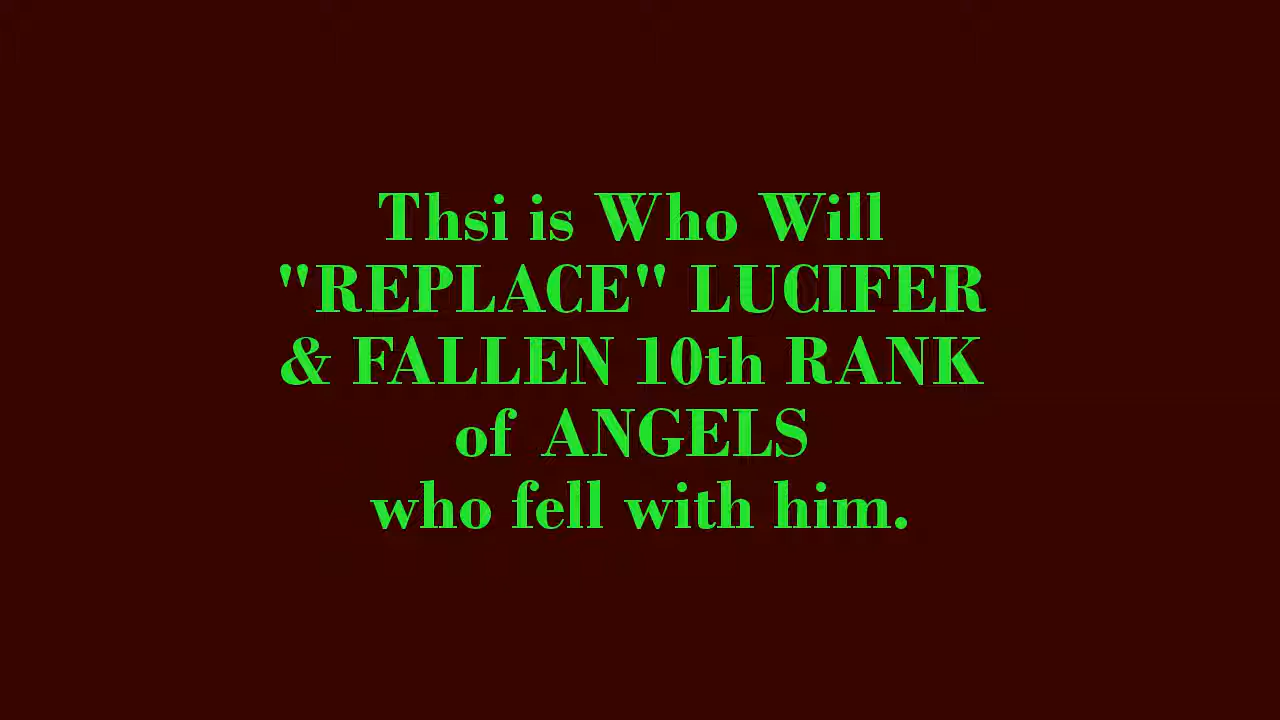 Thsi is Who Will
"REPLACE" LUCIFER
& FALLEN 10th RANK
of ANGELS
who fell with him.